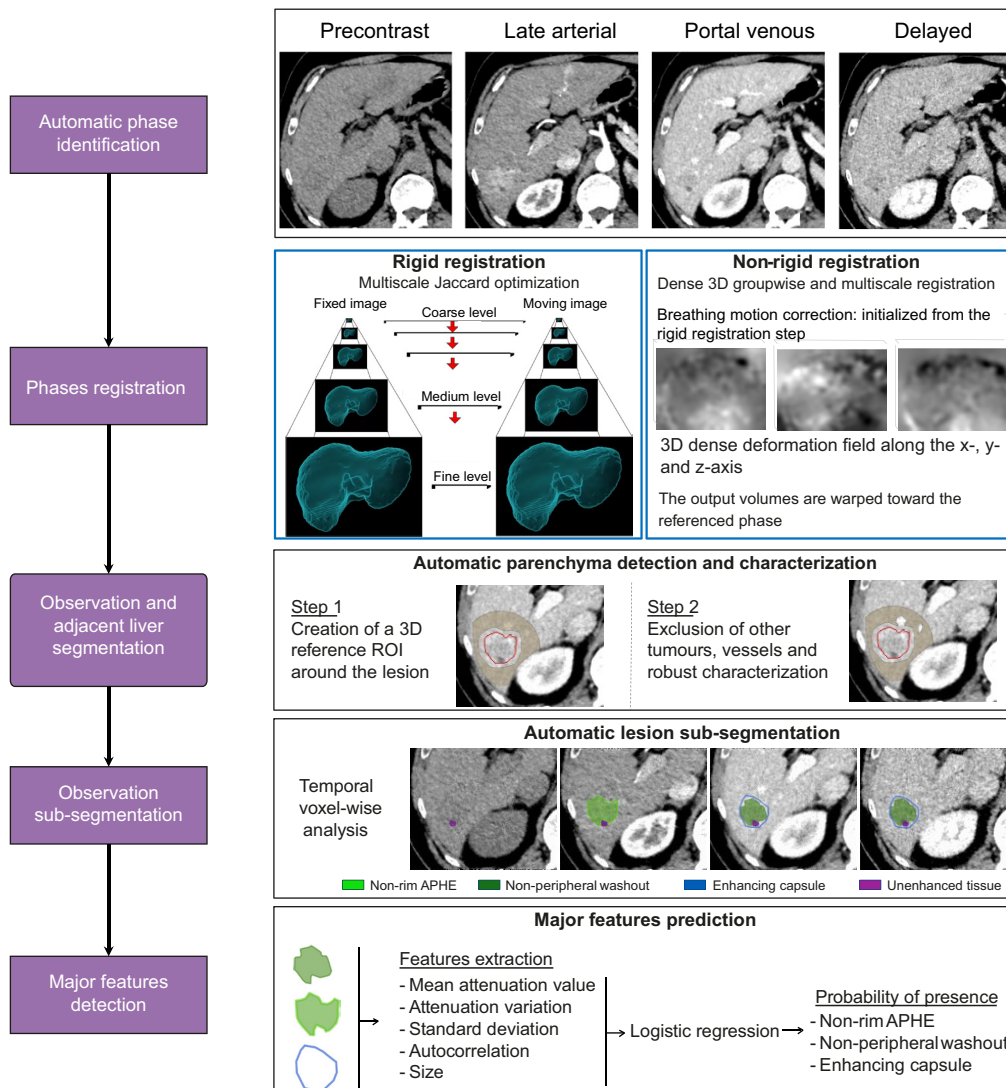 Precontrast
Late arterial
Portal venous
Delayed
Automatic phase
identification
Rigid registration
Multiscale Jaccard optimization
Fixed image
Moving image
Coarse level
Medium level
Fine level
Non-rigid registration
Dense 3D groupwise and multiscale registration
Breathing motion correction: initialized from the
rigid registration step
3D dense deformation field along the x-, y-
and z-axis
The output volumes are warped toward the
referenced phase
Phases registration
Automatic parenchyma detection and characterization
Step 1
Creation of a 3D
reference ROI
around the lesion
Step 2
Exclusion of other
tumours, vessels and
robust characterization
Observation and
adjacent liver
segmentation
Automatic lesion sub-segmentation
Temporal
voxel-wise
analysis
Non-rim APHE
Non-peripheral washout
Enhancing capsule
Unenhanced tissue
Observation
sub-segmentation
Major features prediction
Features extraction
- Mean attenuation value
- Attenuation variation
- Standard deviation
- Autocorrelation
- Size
Logistic regression
Probability of presence
- Non-rim APHE
- Non-peripheral washout
- Enhancing capsule
Major features
detection